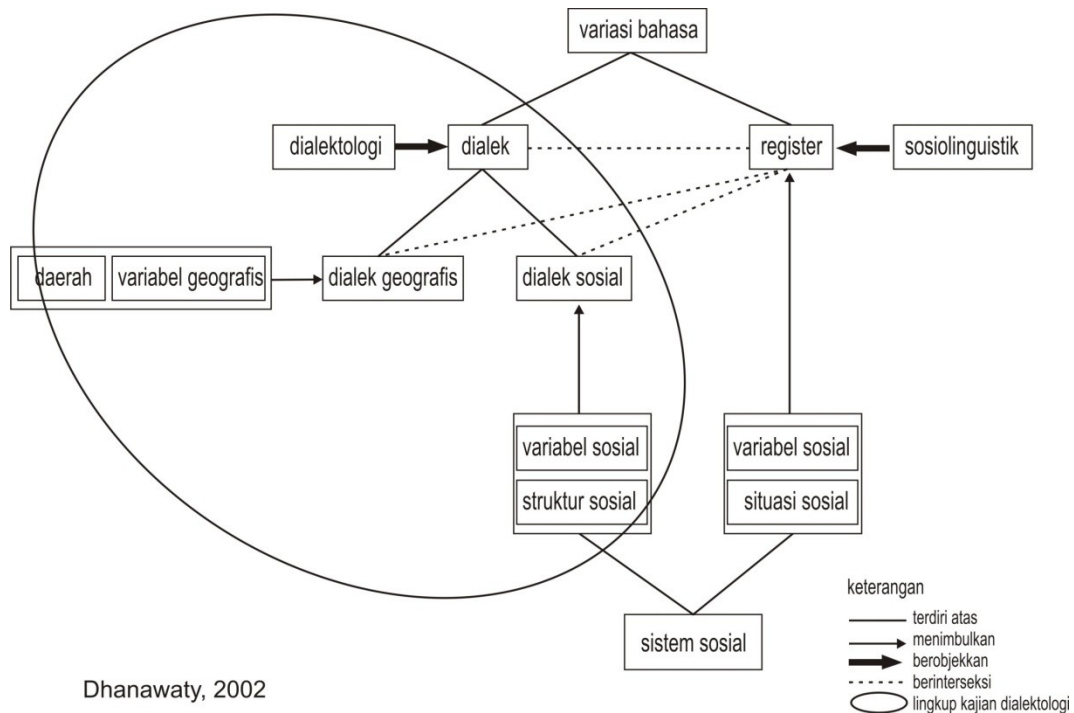 variasi bahasa
dialektologi
dialek
register
sosiolinguistik
daerah
variabel geografis
dialek geografis
dialek sosial
variabel sosial
struktur sosial
variabel sosial
situasi sosial
sistem sosial
keterangan
terdiri atas
menimbulkan
berobjekkan
berinterseksi
lingkup kajian dialektologi
Dhanawaty, 2002